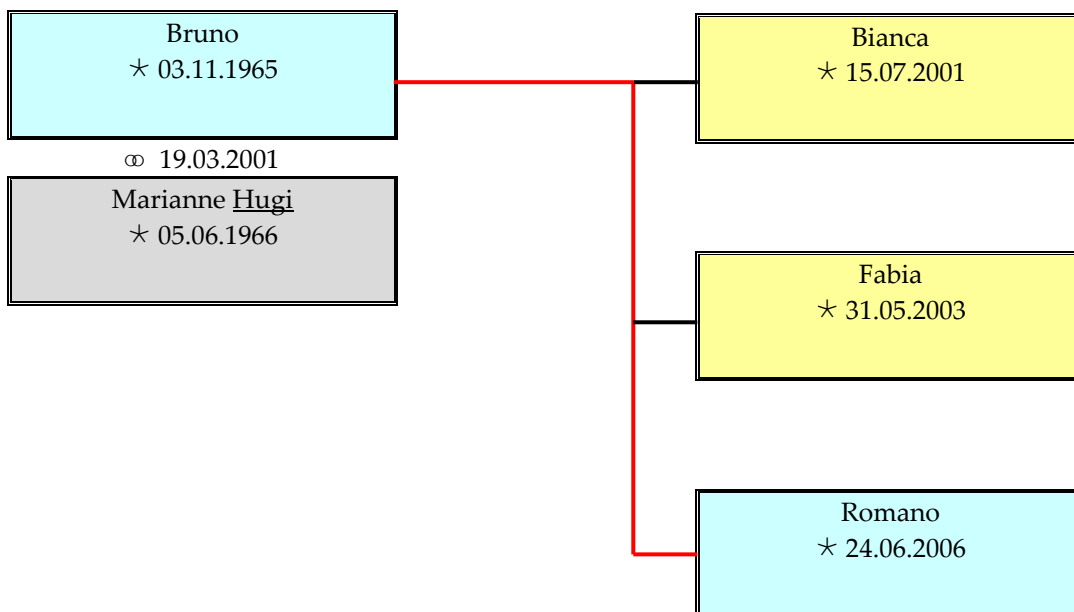 Bruno
★ 03.11.1965
⚭ 19.03.2001
Marianne Hugi
★ 05.06.1966
Bianca
★ 15.07.2001
Fabia
★ 31.05.2003
Romano
★ 24.06.2006